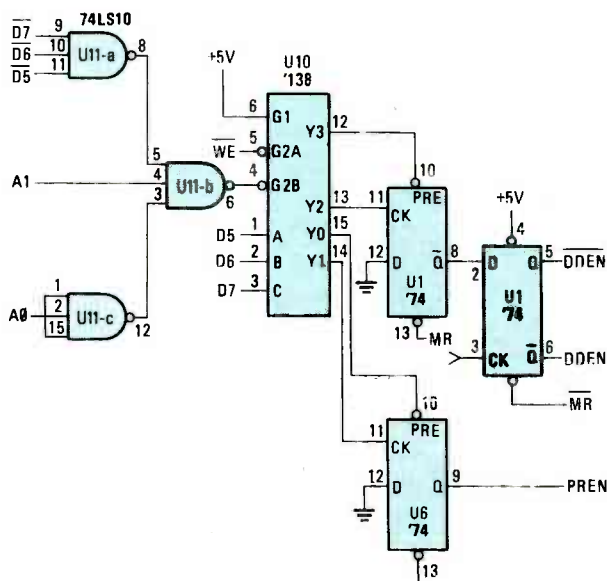 74LS10
D7 9
D6 10 U11-a 8
D5 11
+5V
U10
'138
6 G1
Y3 12
WE 5 G2A
5
A1 4 U11-b 6
3
4 G2B
10
PRE
Y2 13
11 CK
+5V
4
D5 1 A
Y0 15
D6 2 B
Y1 14
D7 3 C
12 D Q 8
U1
'74
13
MR
2 D Q 5 DDEN
U1
'74
3 CK Q 6 DDEN
MR
1
A0 2 U11-c 12
15
10
PRE
11 CK
12 D Q 9 PREN
U6
'74
13